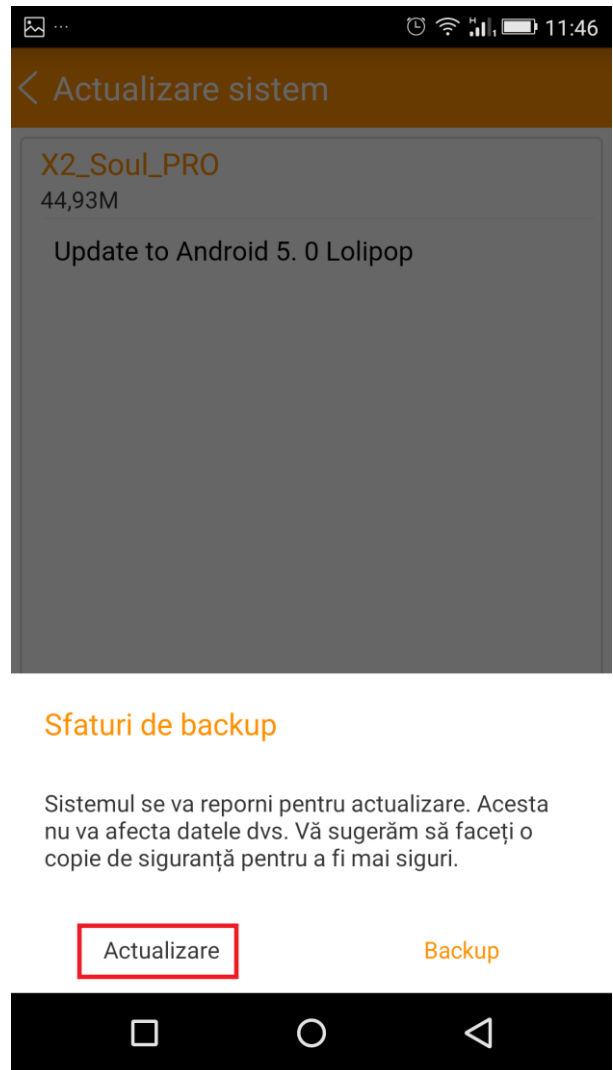 ... H 11:46
Actualizare sistem
X2_Soul_PRO
44,93M
Update to Android 5. 0 Lolipop
Sfaturi de backup
Sistemul se va reporni pentru actualizare. Acesta
nu va afecta datele dvs. Vă sugerăm să faceți o
copie de siguranță pentru a fi mai siguri.
Actualizare Backup